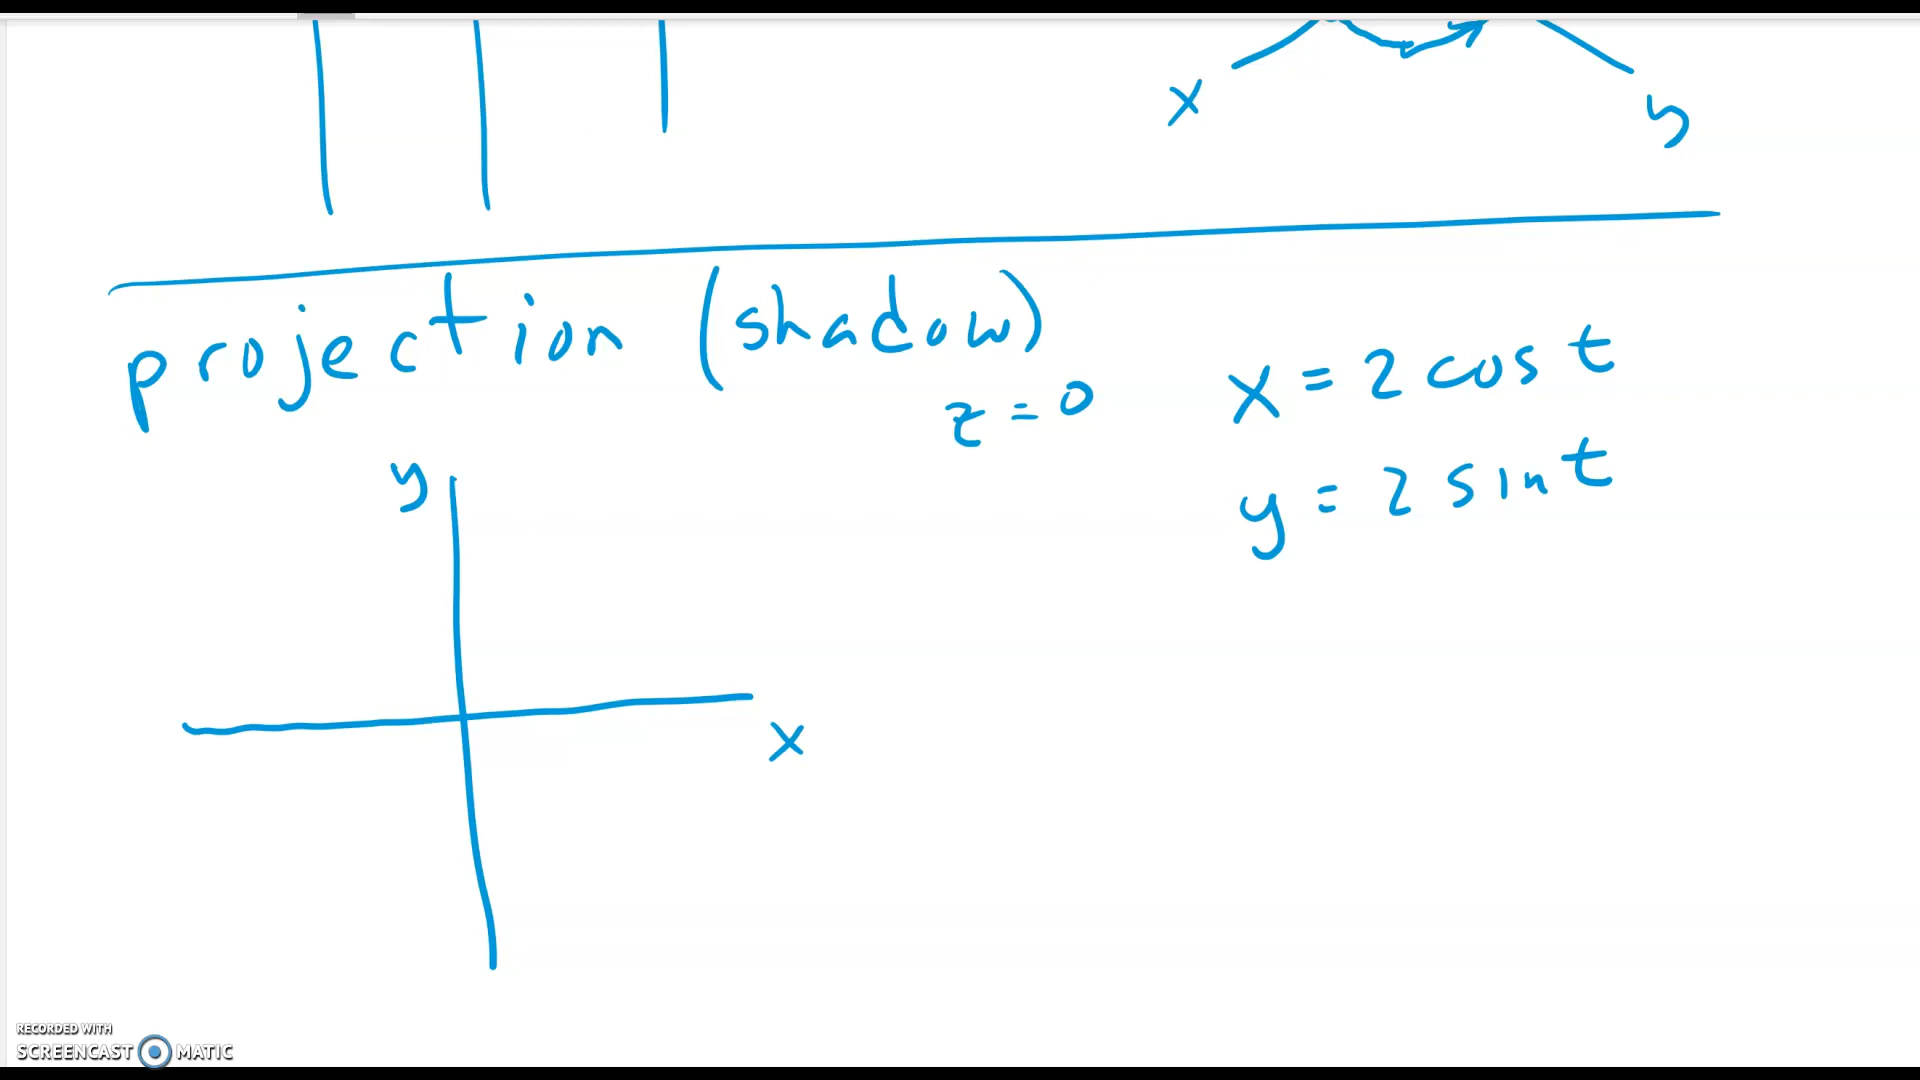 x
y
projection (shadow)
z = 0
x = 2 cos t
y = 2 sin t
y
x
RECORDED WITH
SCREENCAST MATIC